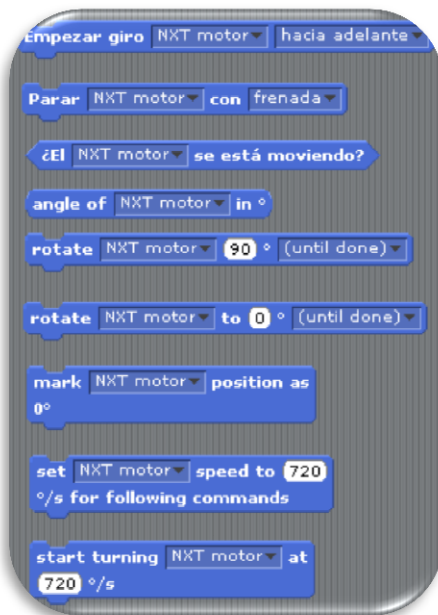 Empezar giro NXT motor hacia adelante
Parar NXT motor con frenada
¿El NXT motor se está moviendo?
angle of NXT motor in °
rotate NXT motor 90 ° (until done)
rotate NXT motor to 0 ° (until done)
mark NXT motor position as
0°
set NXT motor speed to 720
°/s for following commands
start turning NXT motor at
720 °/s